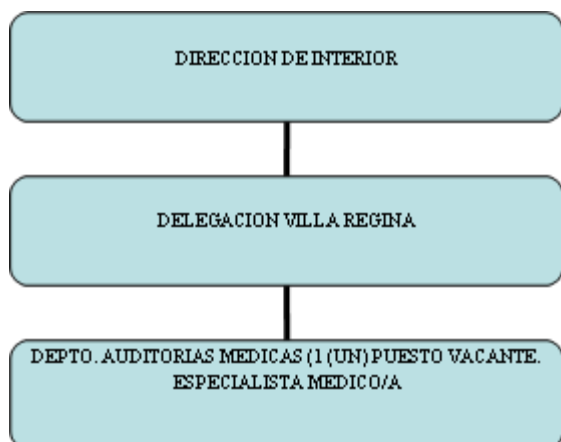 DIRECCION DE INTERIOR
DELEGACION VILLA REGINA
DEPTO. AUDITORIAS MEDICAS (1 (UN) PUESTO VACANTE.
ESPECIALISTA MEDICO/A